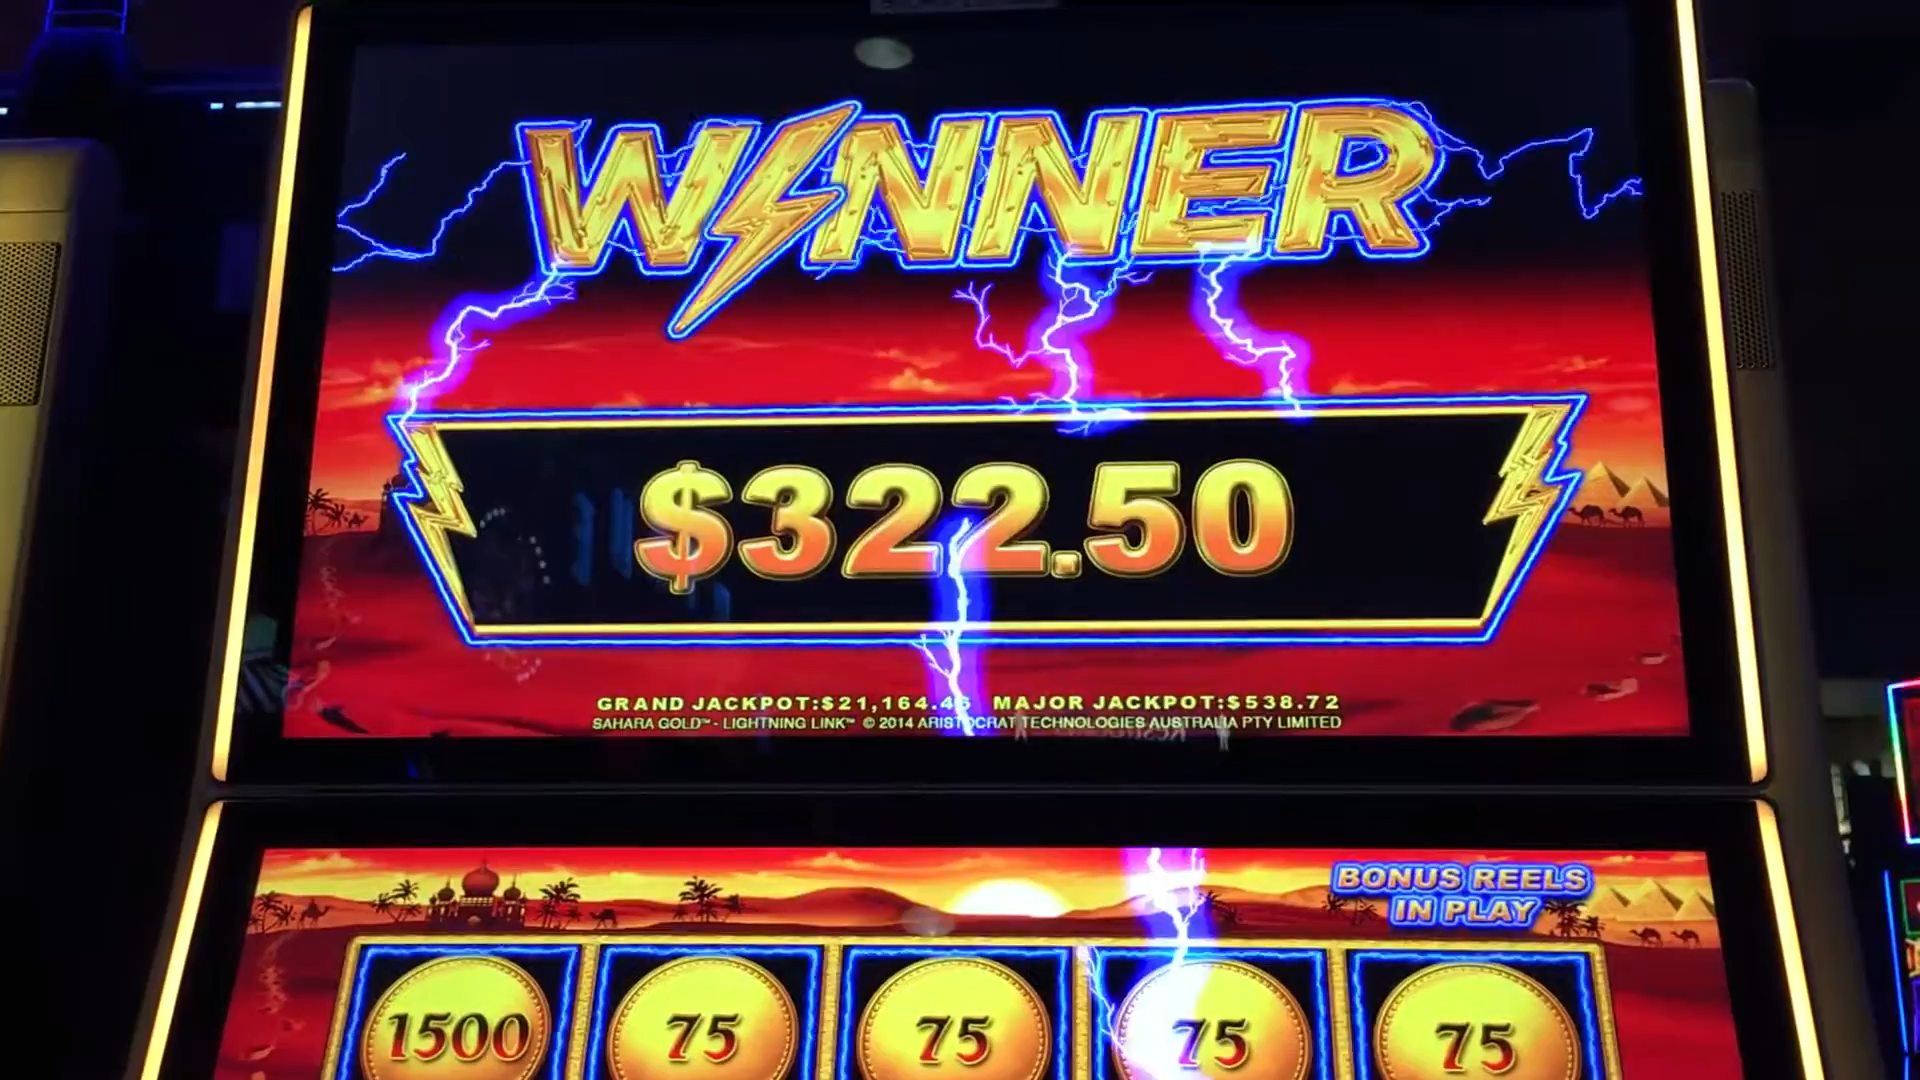 WINNER
$322.50
GRAND JACKPOT:$21,164.46 MAJOR JACKPOT:$538.72
SAHARA GOLD™ - LIGHTNING LINK™ © 2014 ARISTOCRAT TECHNOLOGIES AUSTRALIA PTY LIMITED
BONUS REELS
IN PLAY
1500 75 75 75 75